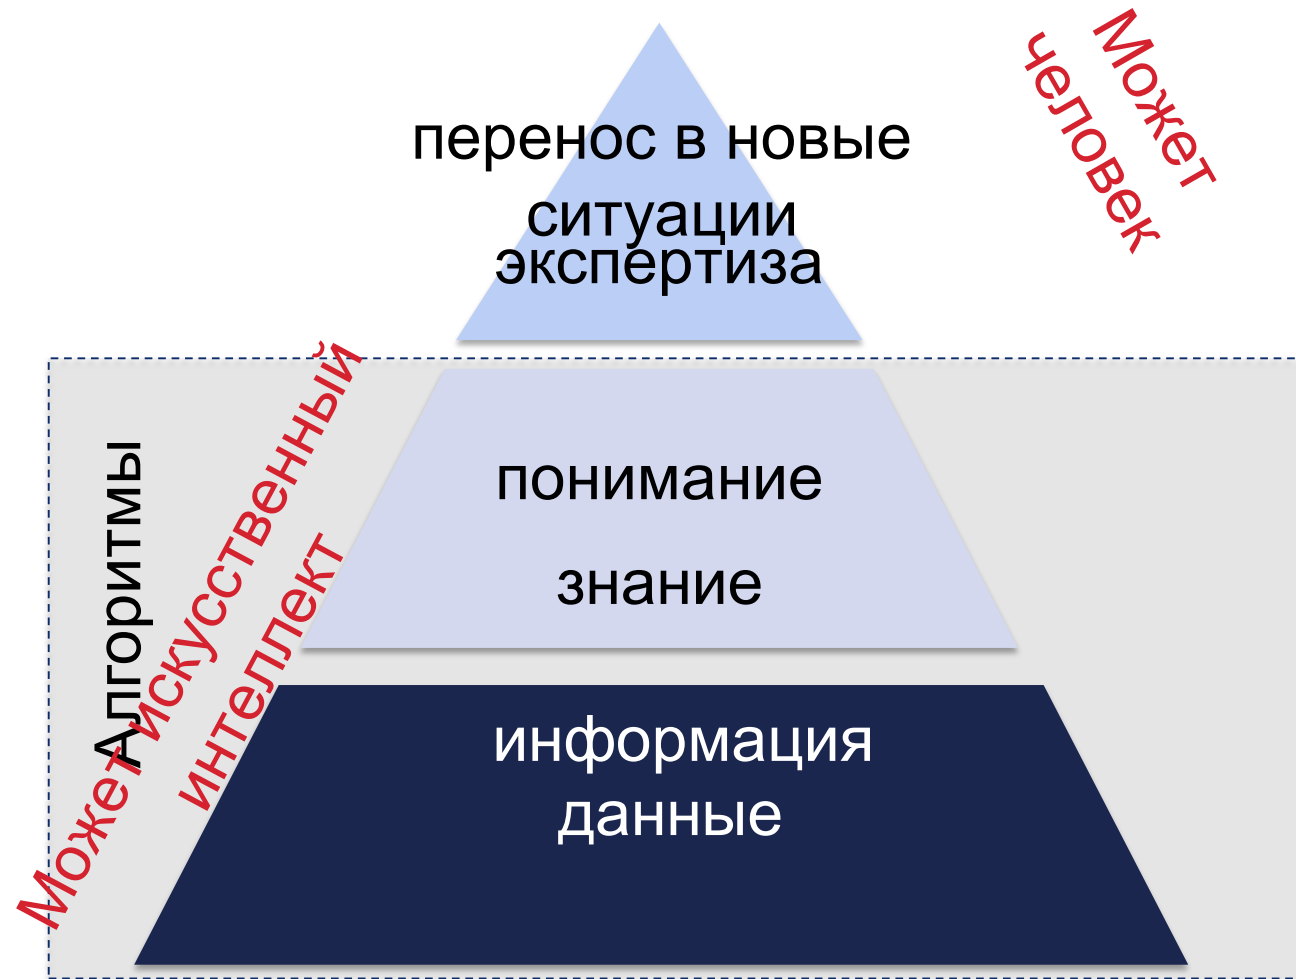 Может
человек
перенос в новые
ситуации
экспертиза
Может искусственный
интеллект
Алгоритмы
понимание
знание
информация
данные